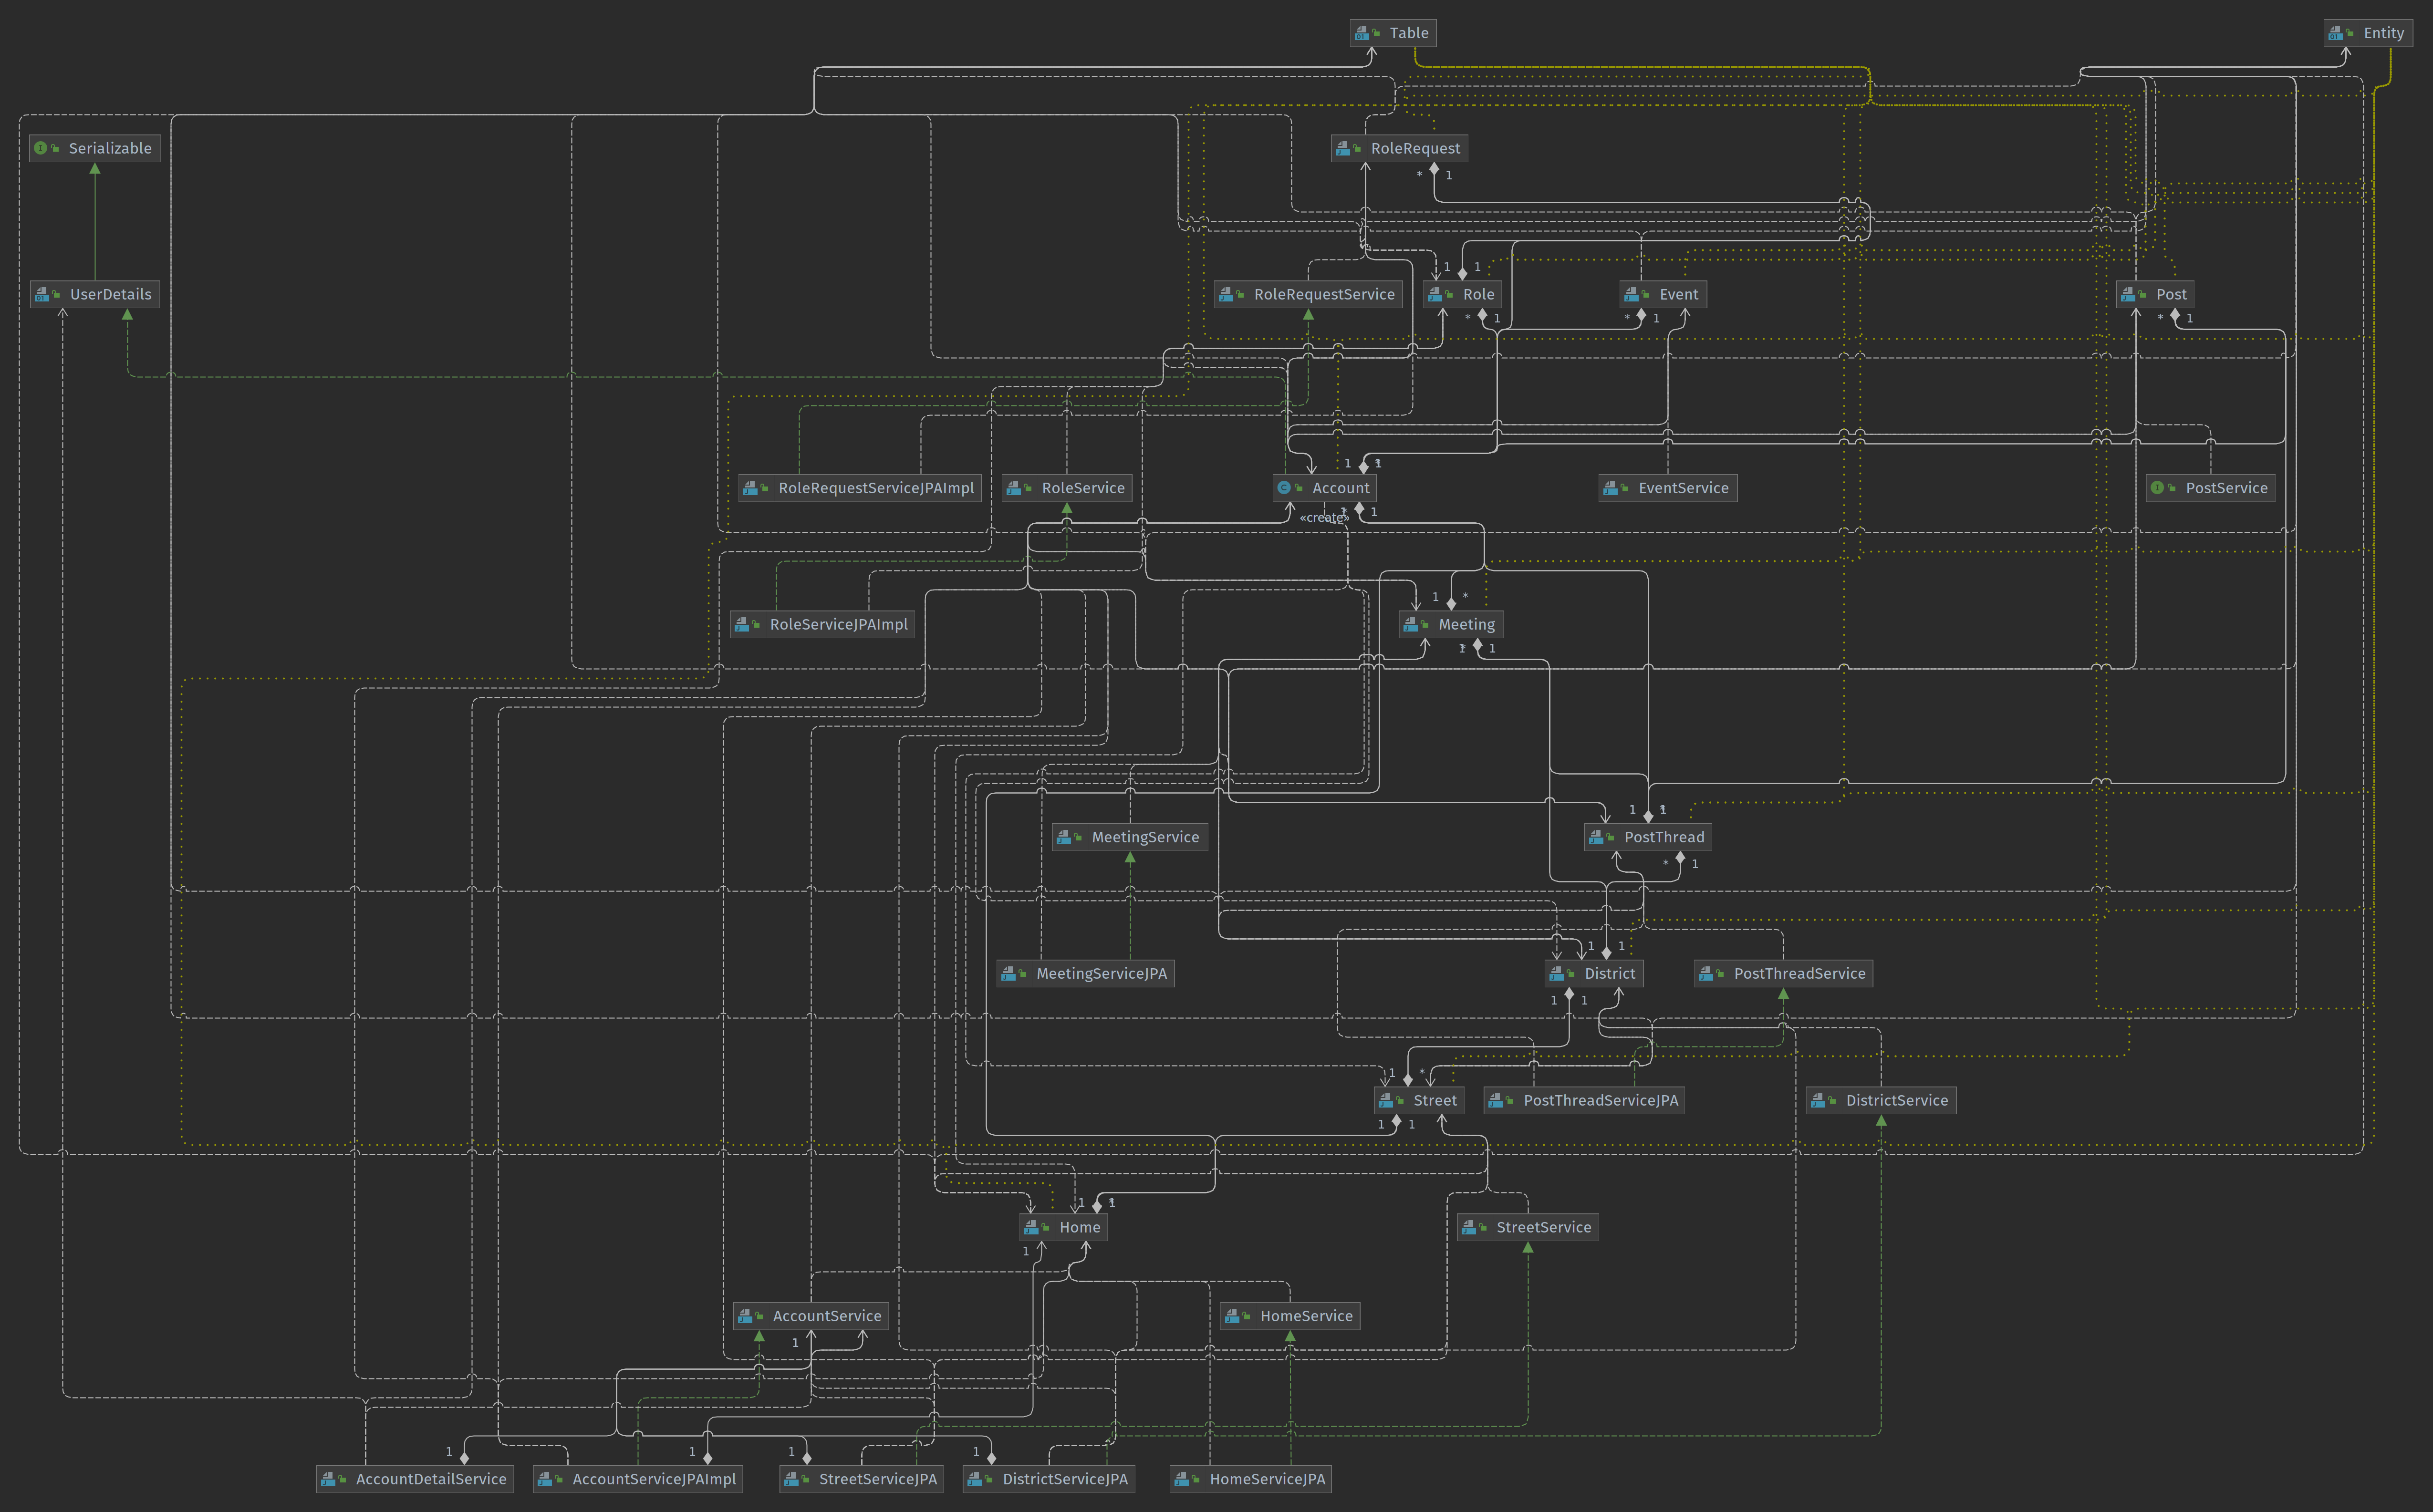 Table
Entity
Serializable
RoleRequest
* 1
UserDetails
RoleRequestService
1 1
Role
Event
Post
* 1
* 1
* 1
1 1
RoleRequestServiceJPAImpl
RoleService
Account
EventService
PostService
«create»
1
1 *
RoleServiceJPAImpl
Meeting
1
1 1
MeetingService
PostThread
* 1
1 1
MeetingServiceJPA
District
PostThreadService
1 1
1 *
Street
PostThreadServiceJPA
DistrictService
1 1
1
Home
StreetService
1
AccountService
HomeService
1
1 1 1 1
AccountDetailService
AccountServiceJPAImpl
StreetServiceJPA
DistrictServiceJPA
HomeServiceJPA